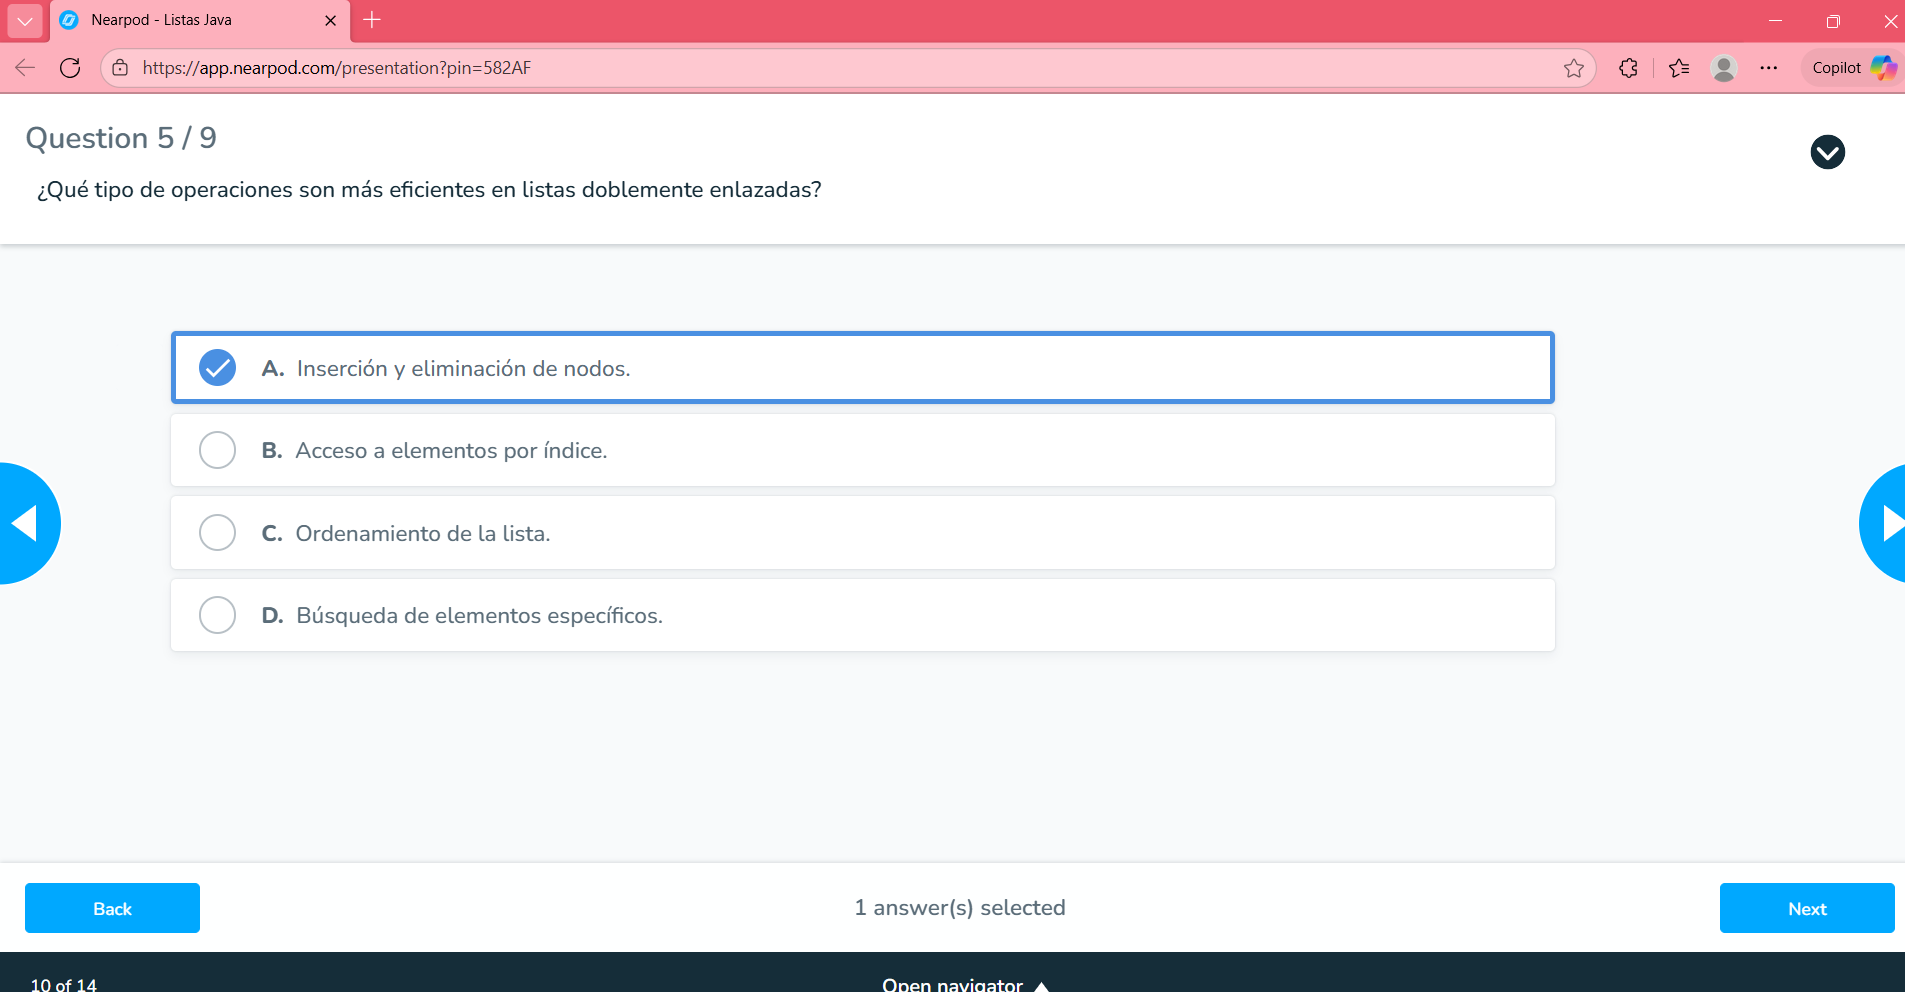 Nearpod - Listas Java
https://app.nearpod.com/presentation?pin=582AF
Copilot
Question 5 / 9
¿Qué tipo de operaciones son más eficientes en listas doblemente enlazadas?
A. Inserción y eliminación de nodos.
B. Acceso a elementos por índice.
C. Ordenamiento de la lista.
D. Búsqueda de elementos específicos.
Back
1 answer(s) selected
Next
10 of 14
Open navigator